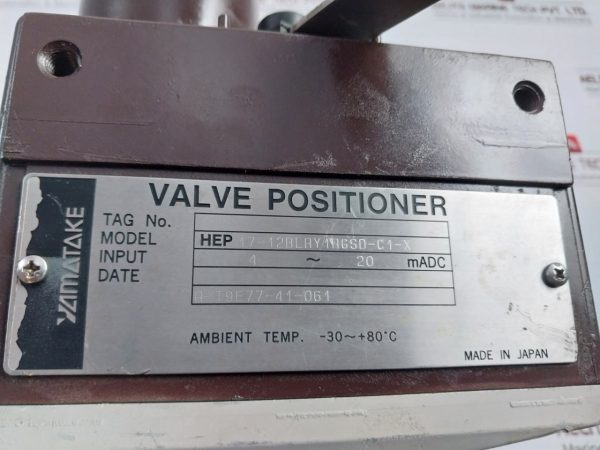 YAMATAKE
VALVE POSITIONER
TAG No.
MODEL HEP
INPUT 4 ~ 20 mADC
DATE
AMBIENT TEMP. -30~+80°C
MADE IN JAPAN